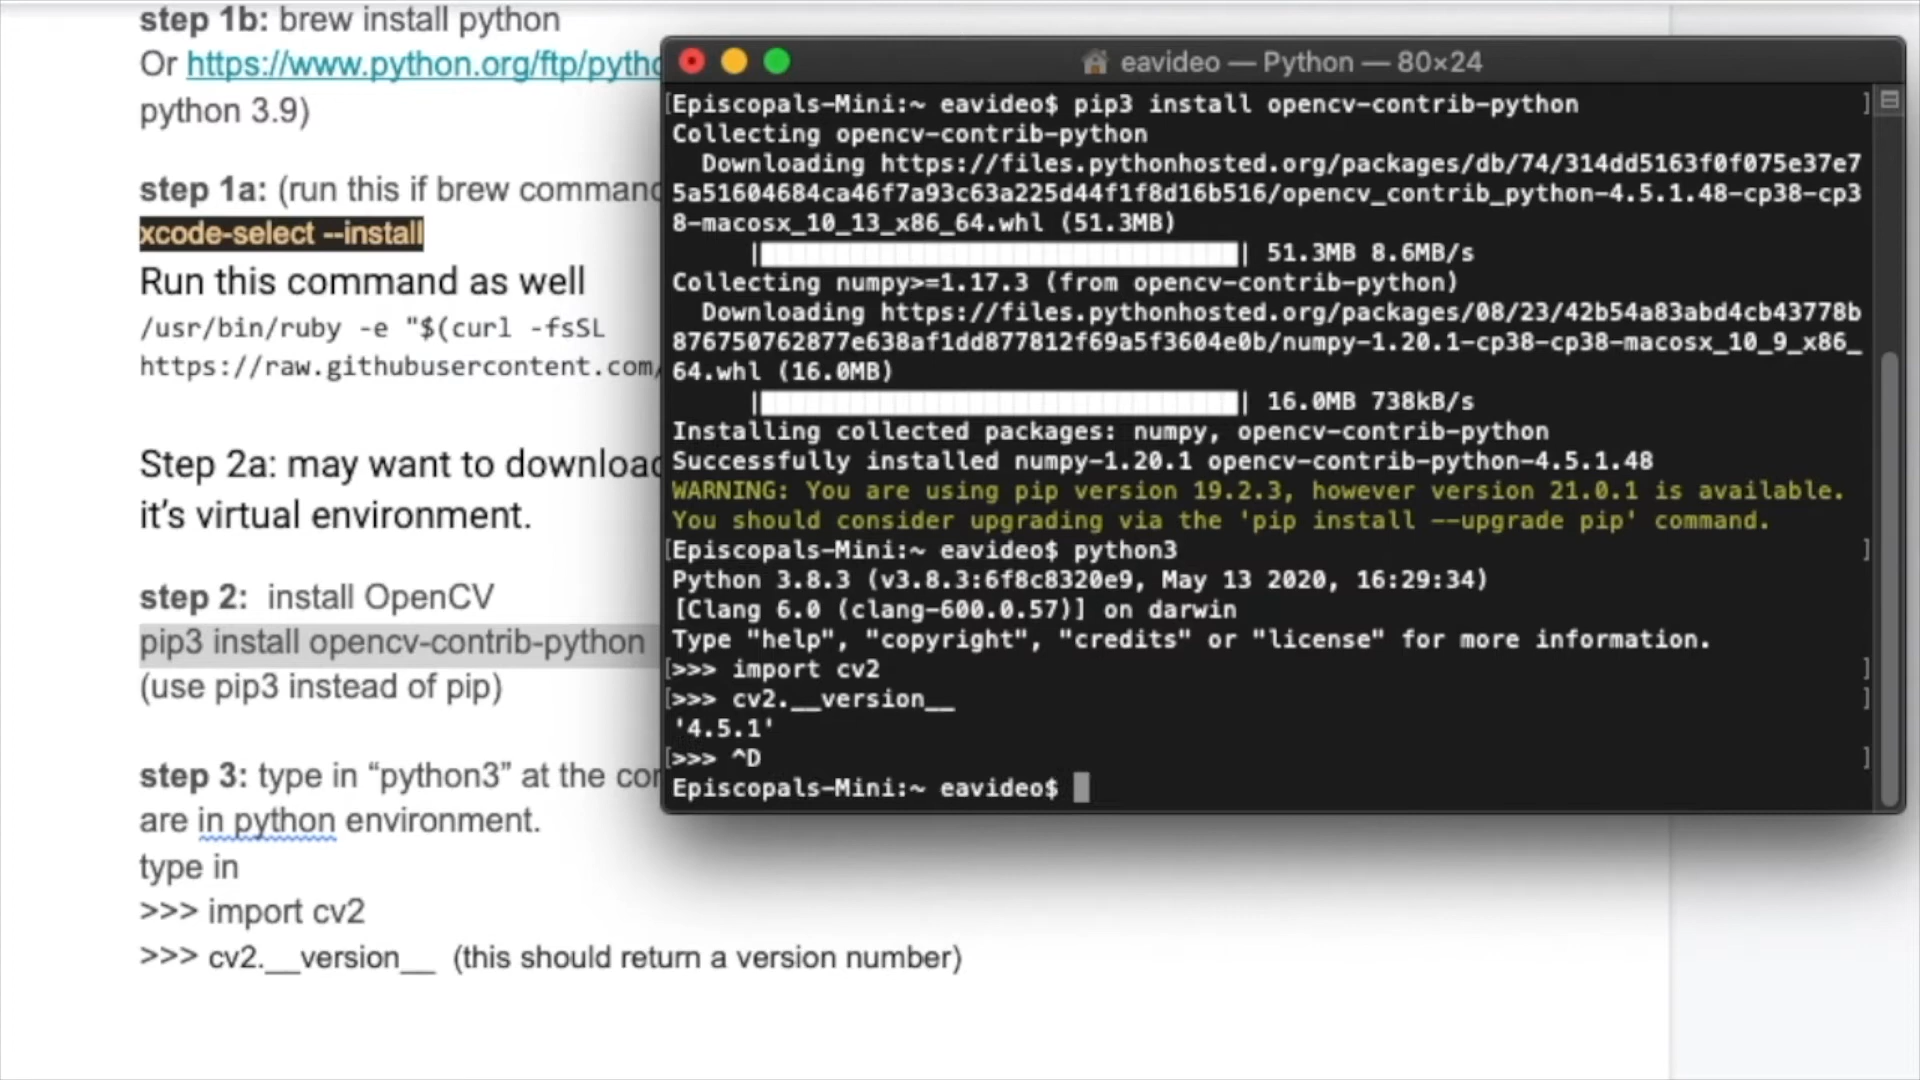 step 1b: brew install python
Or https://www.python.org/ftp/pytho
python 3.9)
step 1a: (run this if brew command
xcode-select --install
Run this command as well
/usr/bin/ruby -e "$(curl -fsSL
https://raw.githubusercontent.com/
Step 2a: may want to download
it’s virtual environment.
step 2: install OpenCV
pip3 install opencv-contrib-python
(use pip3 instead of pip)
step 3: type in “python3” at the com
are in python environment.
type in
>>> import cv2
>>> cv2.__version__ (this should return a version number)
eavideo — Python — 80×24
[Episcopals-Mini:~ eavideo$ pip3 install opencv-contrib-python ]
Collecting opencv-contrib-python
Downloading https://files.pythonhosted.org/packages/db/74/314dd5163f0f075e37e7
5a51604684ca46f7a93c63a225d44f1f8d16b516/opencv_contrib_python-4.5.1.48-cp38-cp3
8-macosx_10_13_x86_64.whl (51.3MB)
| | 51.3MB 8.6MB/s
Collecting numpy>=1.17.3 (from opencv-contrib-python)
Downloading https://files.pythonhosted.org/packages/08/23/42b54a83abd4cb43778b
876750762877e638af1dd877812f69a5f3604e0b/numpy-1.20.1-cp38-cp38-macosx_10_9_x86_
64.whl (16.0MB)
| | 16.0MB 738kB/s
Installing collected packages: numpy, opencv-contrib-python
Successfully installed numpy-1.20.1 opencv-contrib-python-4.5.1.48
WARNING: You are using pip version 19.2.3, however version 21.0.1 is available.
You should consider upgrading via the 'pip install --upgrade pip' command.
[Episcopals-Mini:~ eavideo$ python3 ]
Python 3.8.3 (v3.8.3:6f8c8320e9, May 13 2020, 16:29:34)
[Clang 6.0 (clang-600.0.57)] on darwin
Type "help", "copyright", "credits" or "license" for more information.
[>>> import cv2 ]
[>>> cv2.__version__ ]
'4.5.1'
[>>> ^D ]
Episcopals-Mini:~ eavideo$